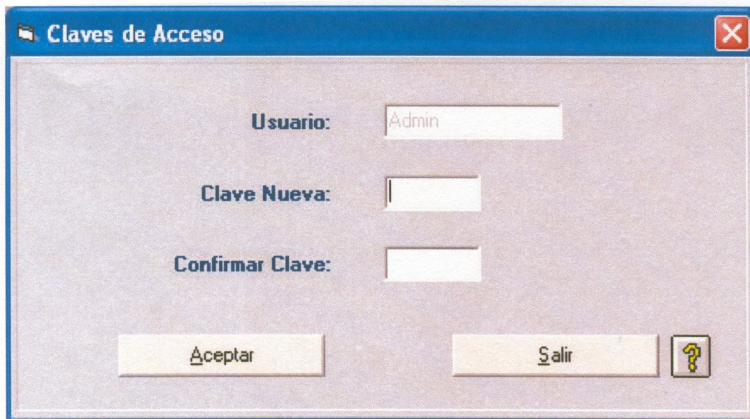 Claves de Acceso
Usuario: Admin
Clave Nueva:
Confirmar Clave:
Aceptar Salir ?